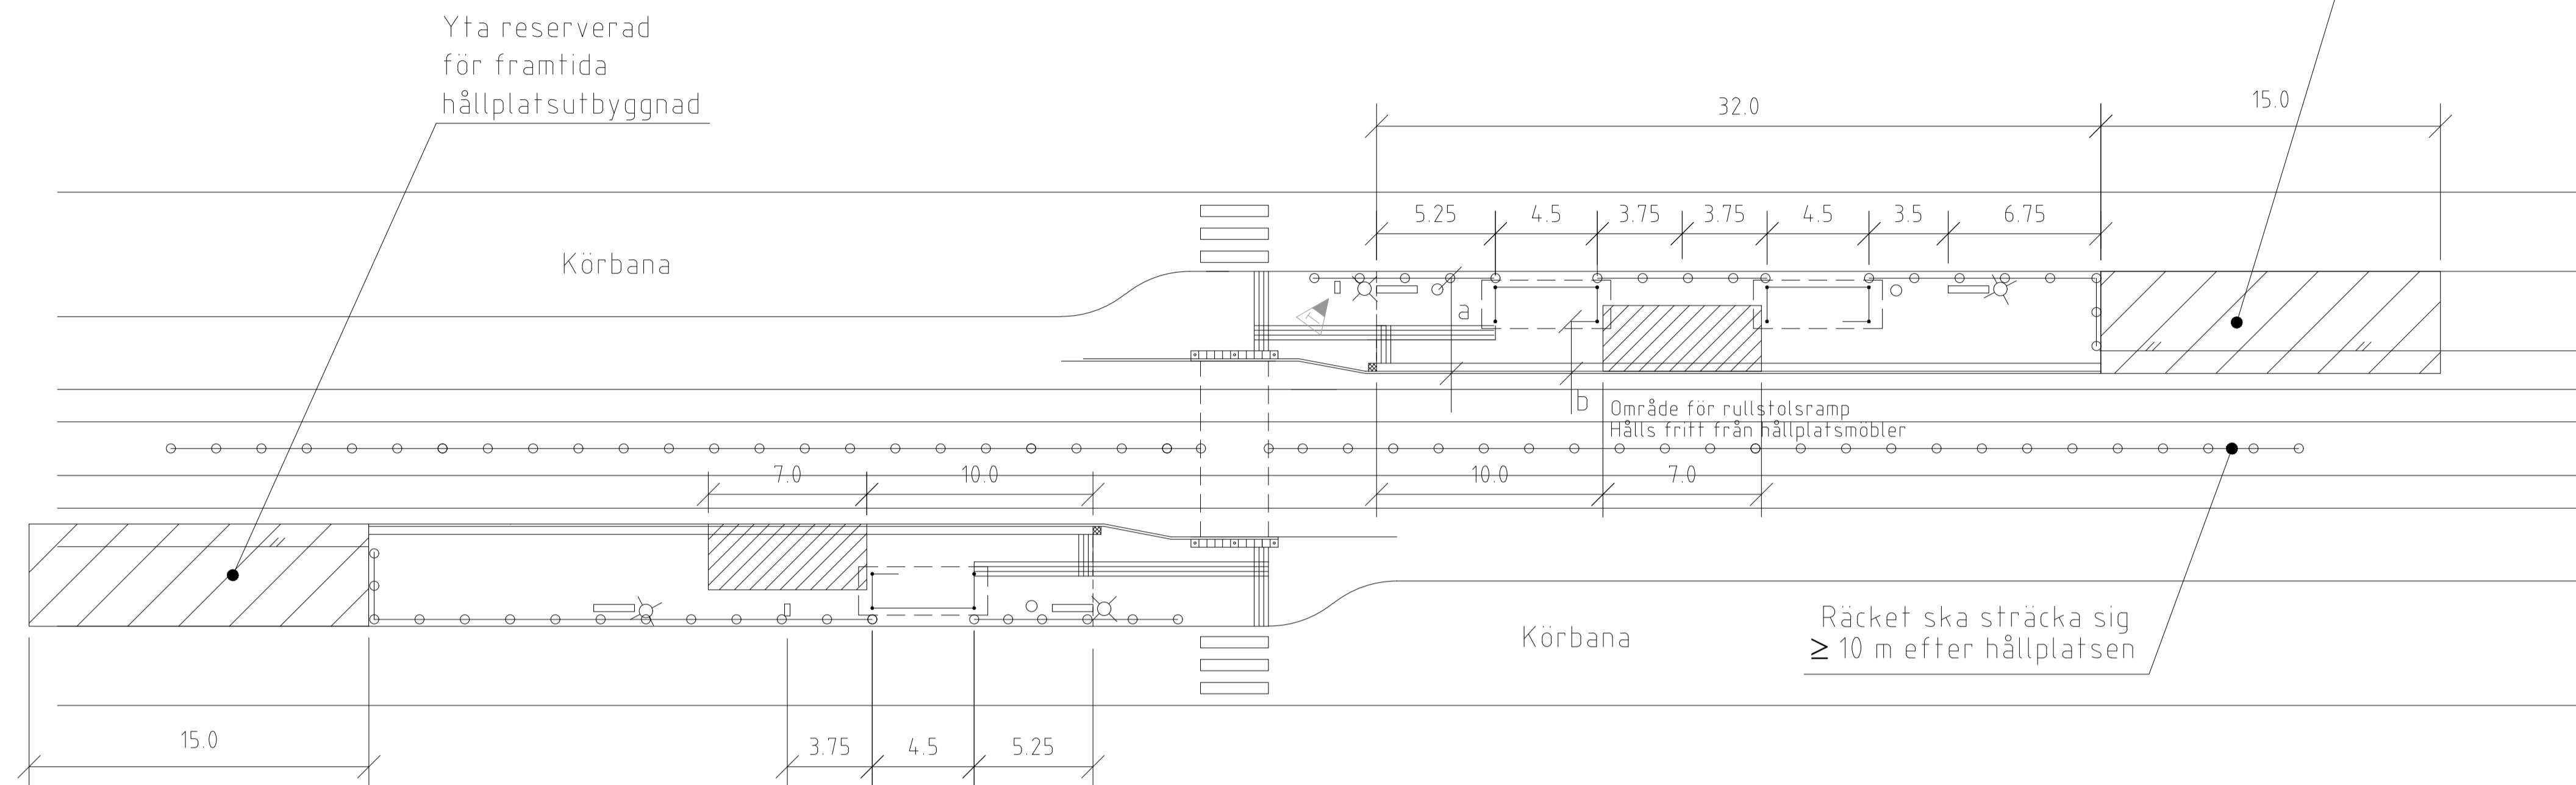 Yta reserverad
för framtida
hållplatsutbyggnad
32.0
15.0
5.25 4.5 3.75 3.75 4.5 3.5 6.75
Körbana
T
a
b
Område för rullstolsramp
Hålls fritt från hållplatsmöbler
7.0 10.0 10.0 7.0
Räcket ska sträcka sig
≥ 10 m efter hållplatsen
Körbana
15.0
3.75 4.5 5.25